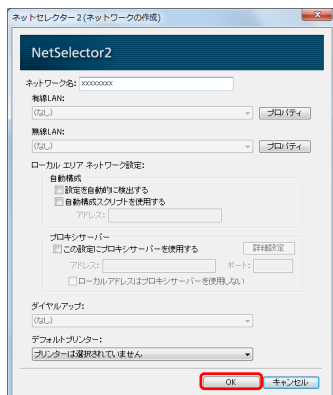 ネットセレクター2(ネットワークの作成)
NetSelector2
ネットワーク名: xxxxxxxx
有線LAN:
(なし) プロパティ
無線LAN:
(なし) プロパティ
ローカル エリア ネットワーク設定:
自動構成
設定を自動的に検出する
自動構成スクリプトを使用する
アドレス:
プロキシサーバー
この設定にプロキシサーバーを使用する 詳細設定
アドレス: ポート:
ローカルアドレスはプロキシサーバーを使用しない
ダイヤルアップ:
(なし)
デフォルトプリンター:
プリンターは選択されていません
OK キャンセル